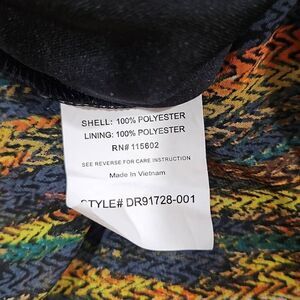 SHELL: 100% POLYESTER
LINING: 100% POLYESTER
RN# 115602
SEE REVERSE FOR CARE INSTRUCTION
Made In Vietnam
STYLE# DR91728-001